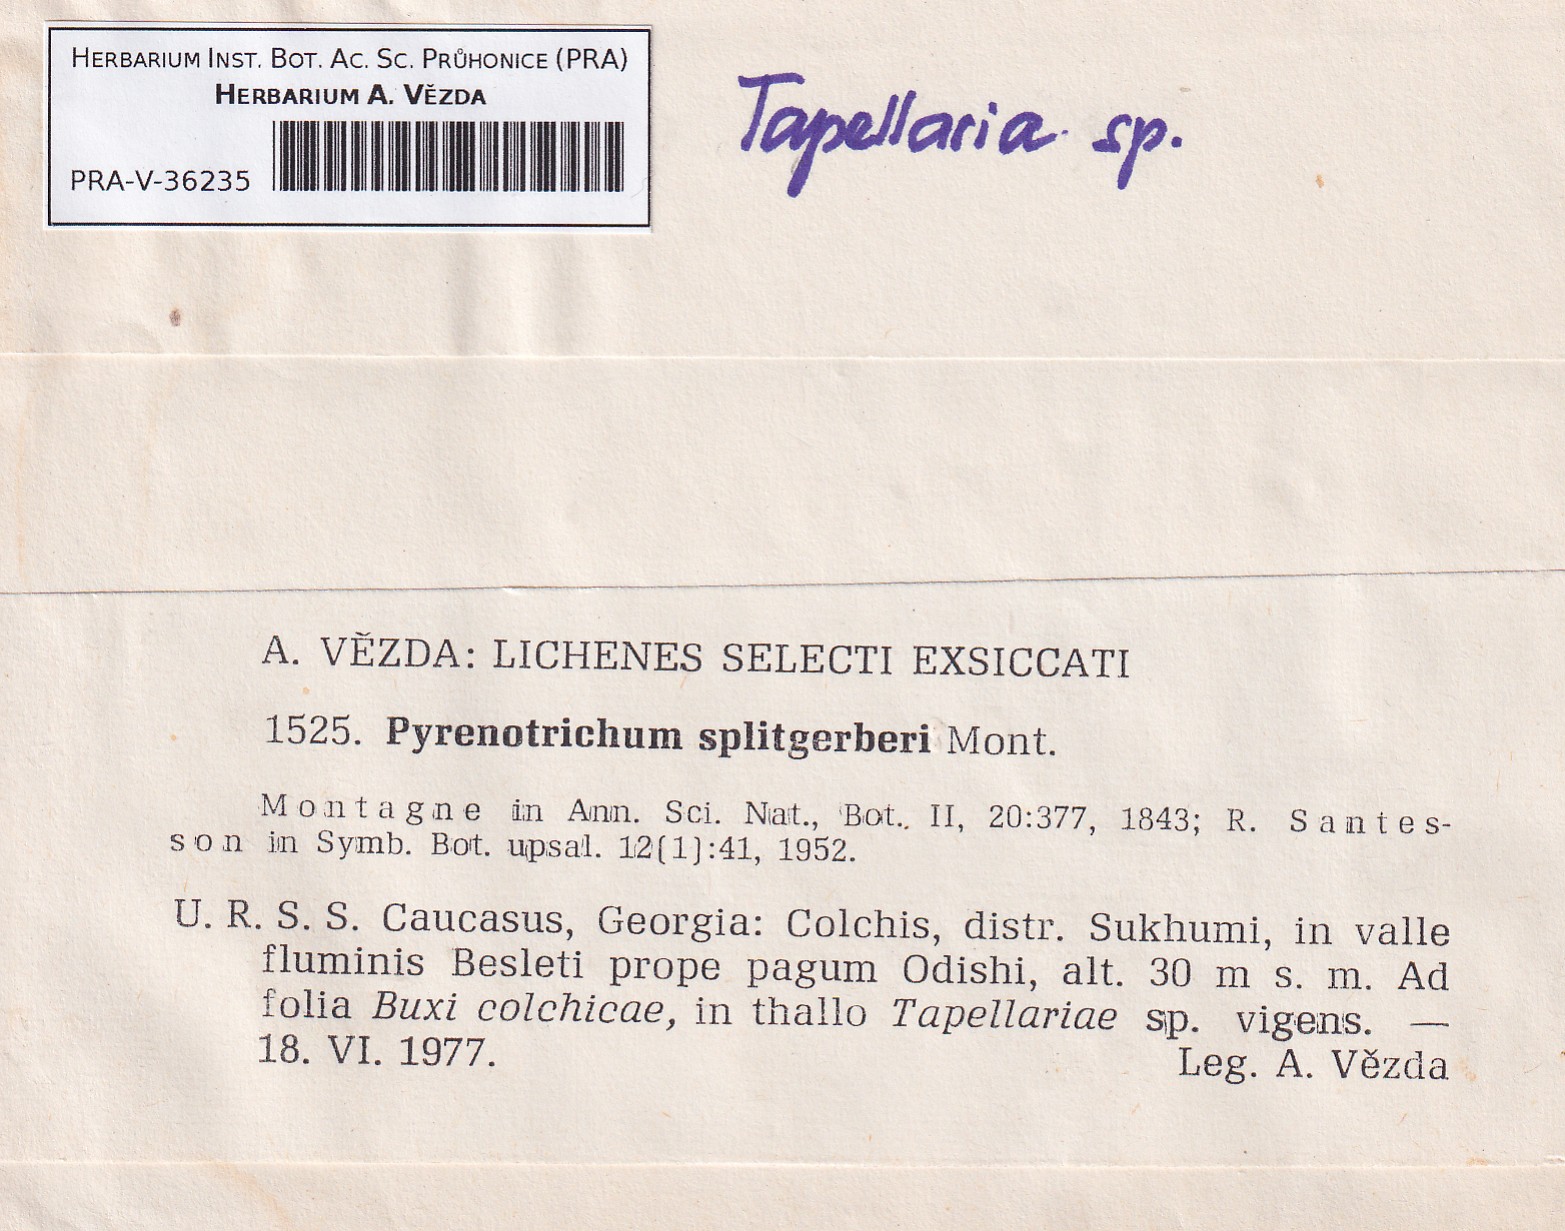 HERBARIUM INST. BOT. AC. SC. PRŮHONICE (PRA)
HERBARIUM A. VĚZDA
PRA-V-36235
Tapellaria sp.
A. VĚZDA: LICHENES SELECTI EXSICCATI
1525. Pyrenotrichum splitgerberi Mont.
Montagne in Ann. Sci. Nat., Bot., II, 20:377, 1843; R. Santes-
son in Symb. Bot. upsal. 12(1):41, 1952.
U. R. S. S. Caucasus, Georgia: Colchis, distr. Sukhumi, in valle
fluminis Besleti prope pagum Odishi, alt. 30 m s. m. Ad
folia Buxi colchicae, in thallo Tapellariae sp. vigens. —
18. VI. 1977. Leg. A. Vězda